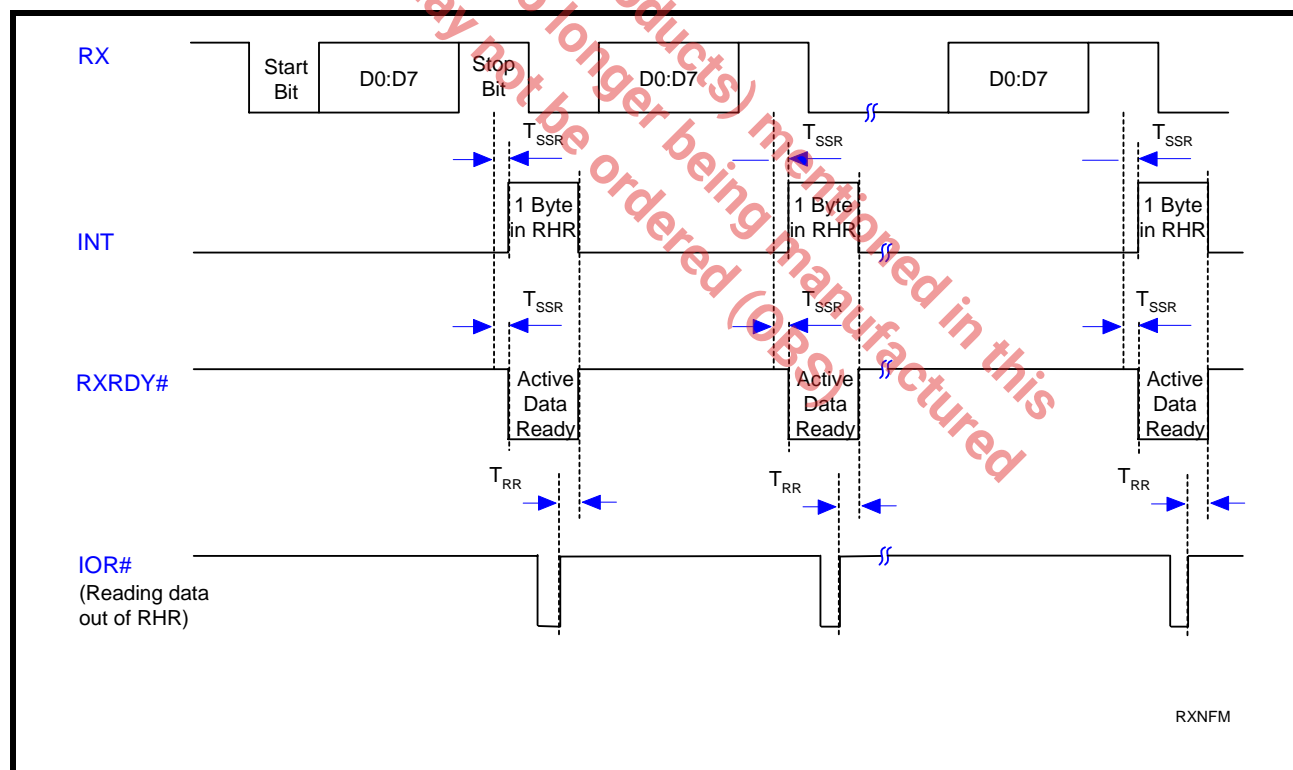 RX
Start
Bit
D0:D7
Stop
Bit
D0:D7
D0:D7
TSSR
TSSR
TSSR
INT
1 Byte
in RHR
1 Byte
in RHR
1 Byte
in RHR
TSSR
TSSR
TSSR
RXRDY#
Active
Data
Ready
Active
Data
Ready
Active
Data
Ready
TRR
TRR
TRR
IOR#
(Reading data
out of RHR)
RXNFM
ducts) mentioned in this
longer being manufactured
may not be ordered (OBS)